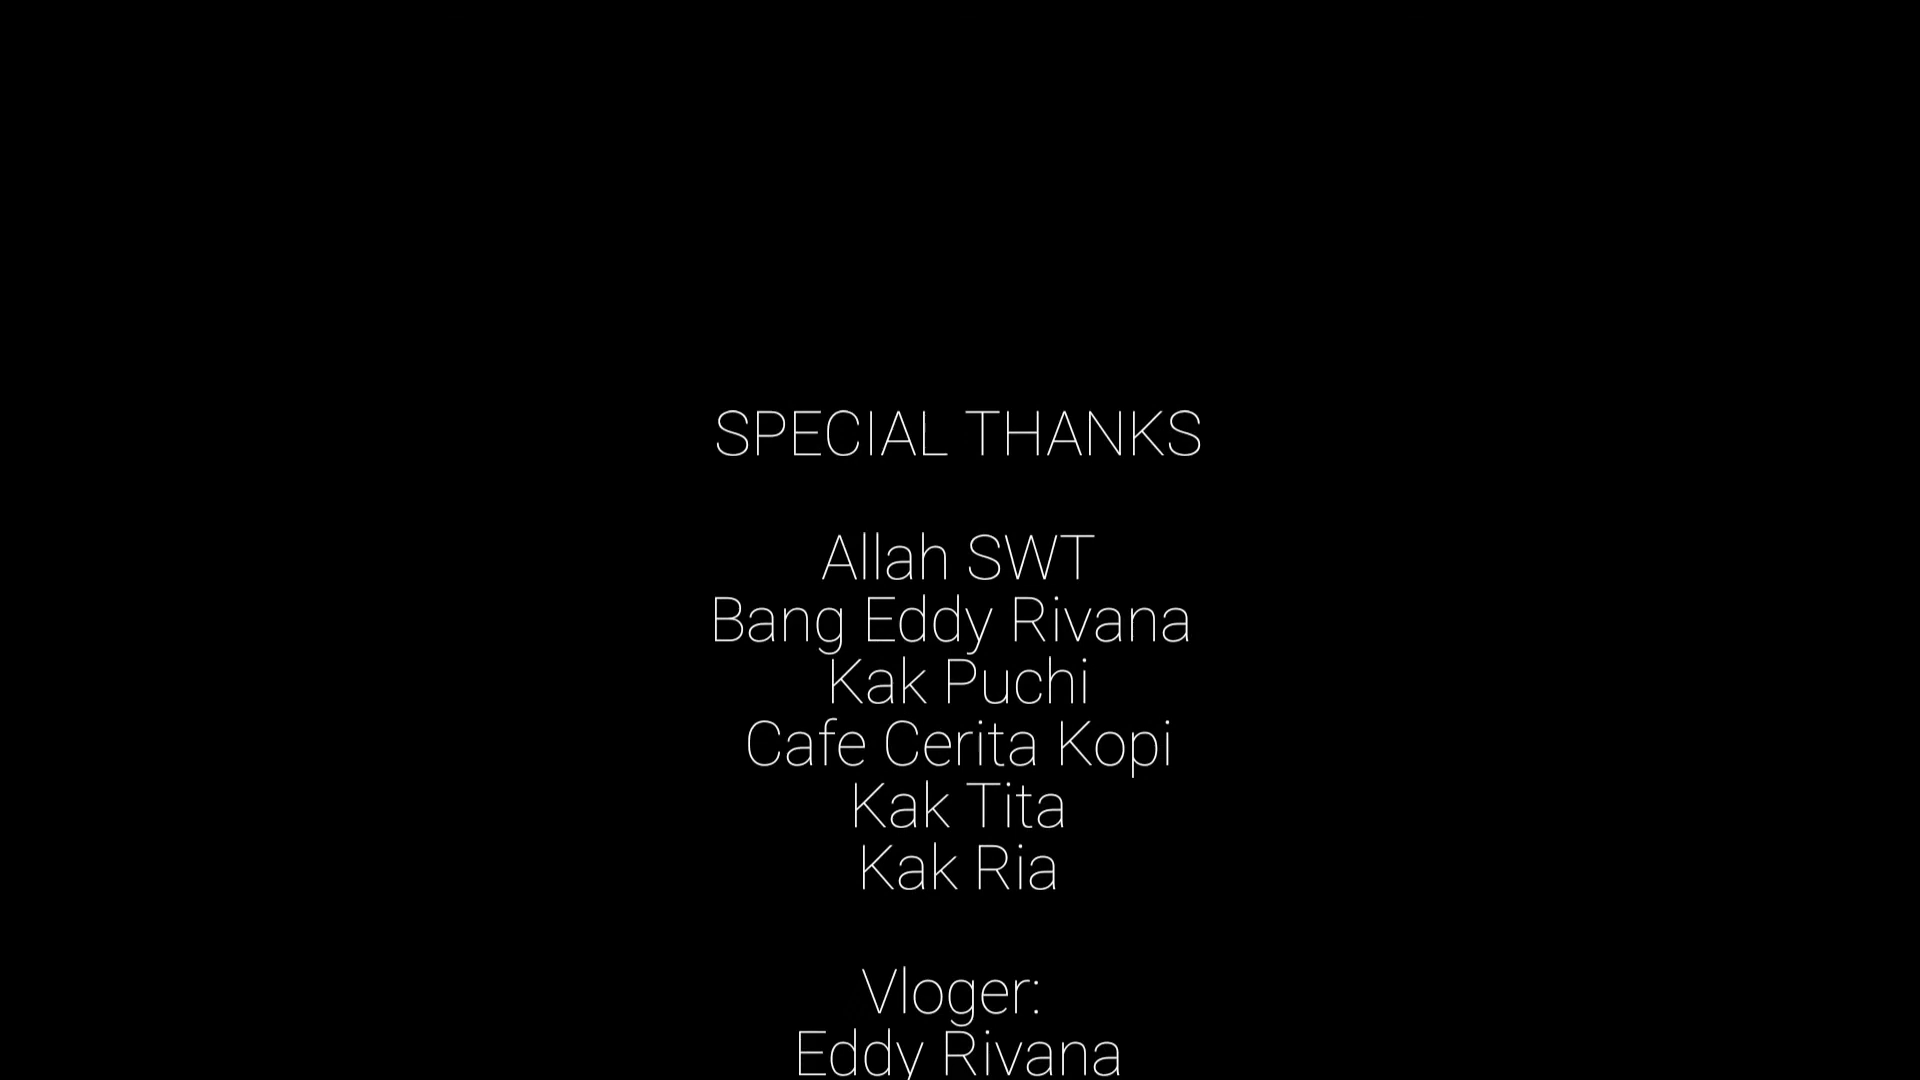 SPECIAL THANKS
Allah SWT
Bang Eddy Rivana
Kak Puchi
Cafe Cerita Kopi
Kak Tita
Kak Ria
Vloger:
Eddy Rivana